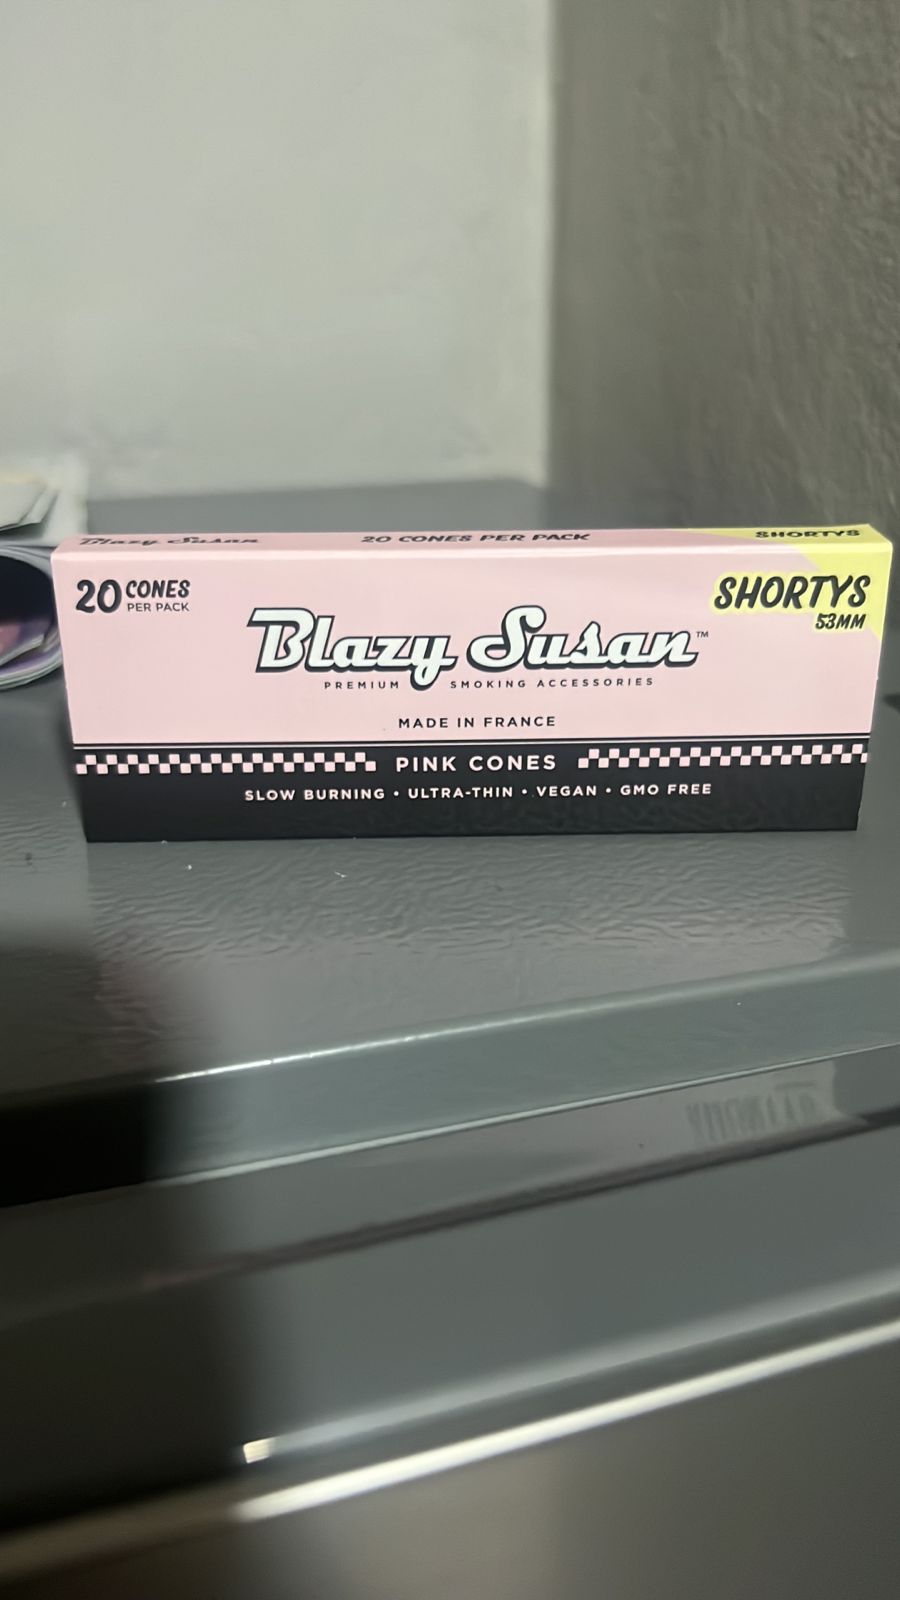 Blazy Susan 20 CONES PER PACK SHORTYS
20 CONES
PER PACK
SHORTYS
53MM
Blazy Susan™
PREMIUM SMOKING ACCESSORIES
MADE IN FRANCE
PINK CONES
SLOW BURNING • ULTRA-THIN • VEGAN • GMO FREE